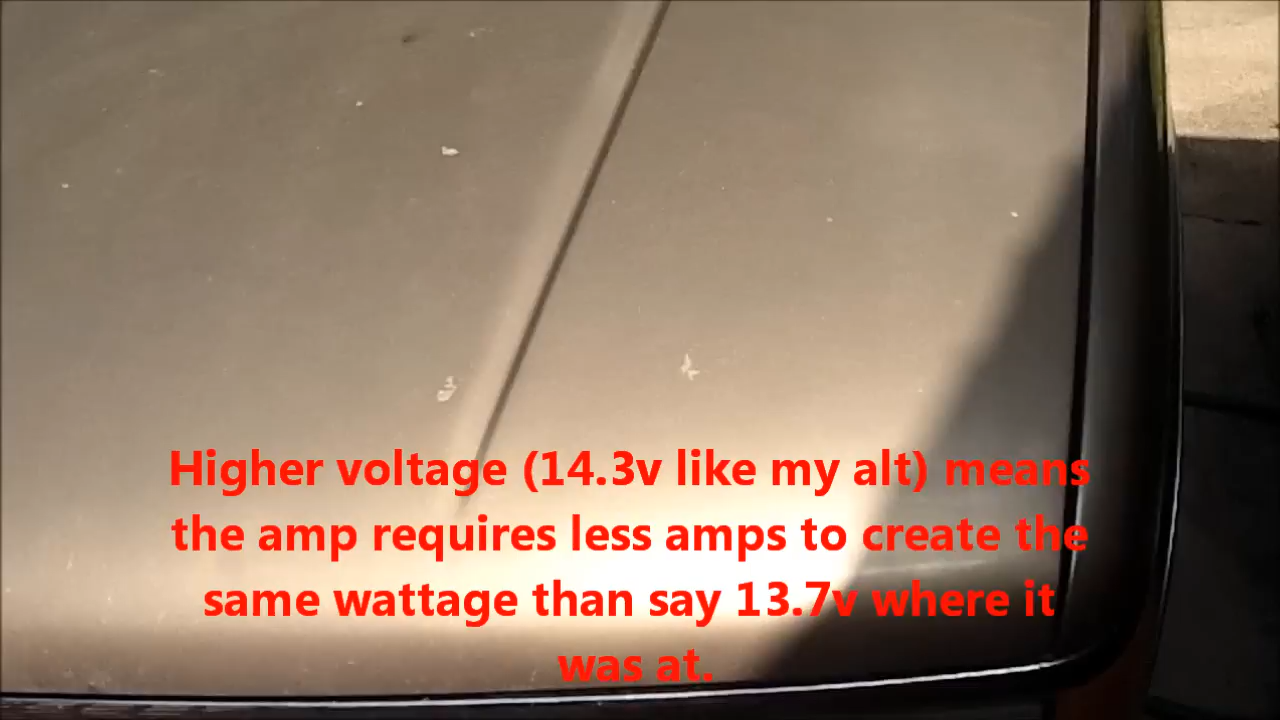 Higher voltage (14.3v like my alt) means
the amp requires less amps to create the
same wattage than say 13.7v where it
was at.